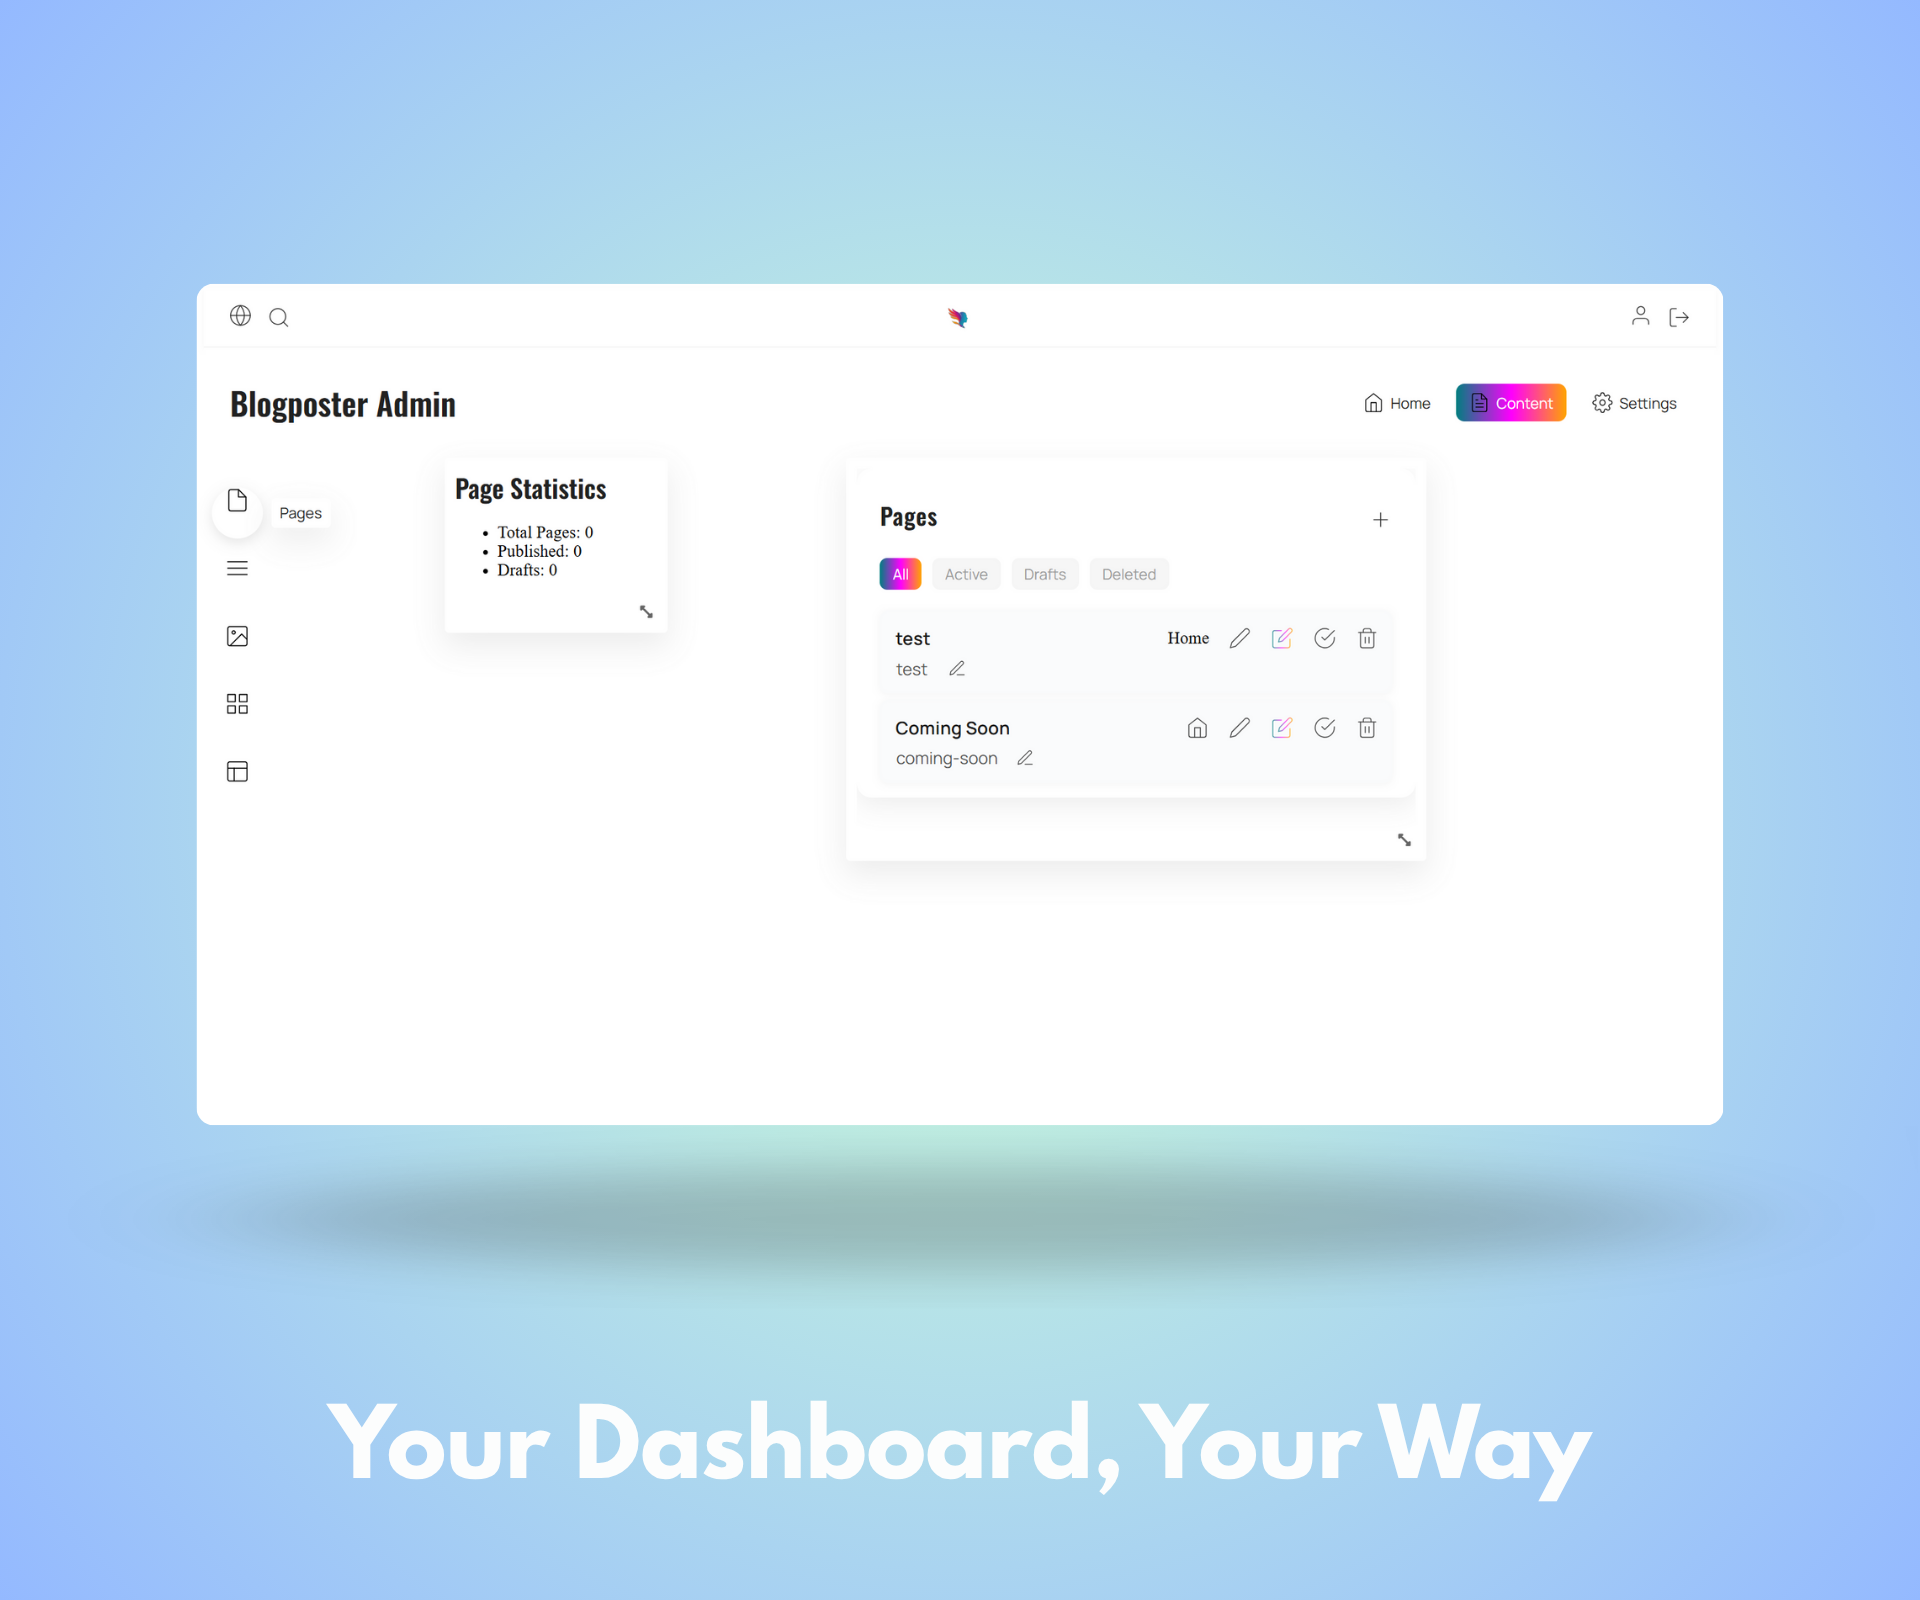 Blogposter Admin
Home
Content
Settings
Pages
Page Statistics
Total Pages: 0
Published: 0
Drafts: 0
Pages
All
Active
Drafts
Deleted
test
Home
test
Coming Soon
coming-soon
Your Dashboard, Your Way